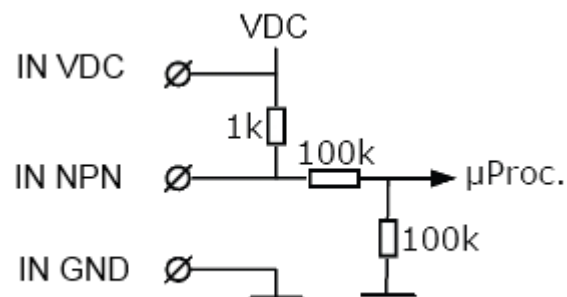 VDC
IN VDC
1k
100k
IN NPN
µProc.
100k
IN GND